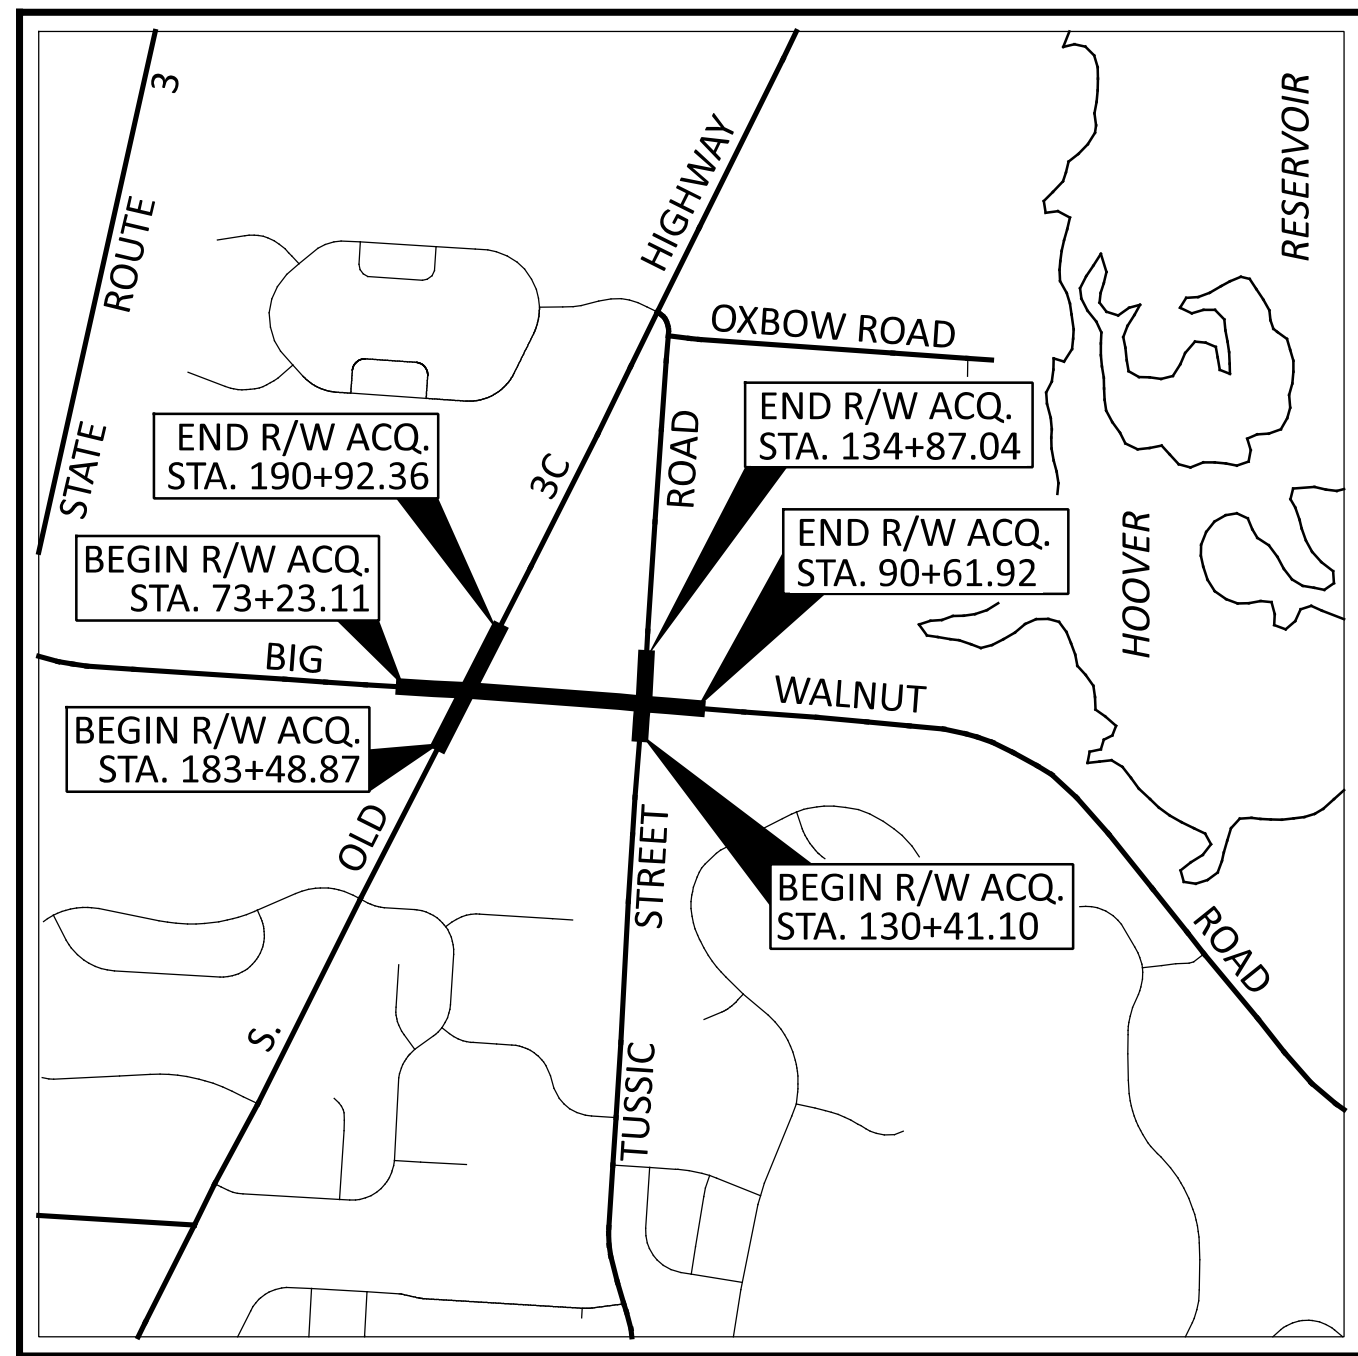 STATE ROUTE 3
S. OLD 3C HIGHWAY
RESERVOIR
HOOVER
OXBOW ROAD
END R/W ACQ.
STA. 190+92.36
END R/W ACQ.
STA. 134+87.04
BEGIN R/W ACQ.
STA. 73+23.11
END R/W ACQ.
STA. 90+61.92
BIG WALNUT ROAD
BEGIN R/W ACQ.
STA. 183+48.87
BEGIN R/W ACQ.
STA. 130+41.10
TUSSIC STREET ROAD